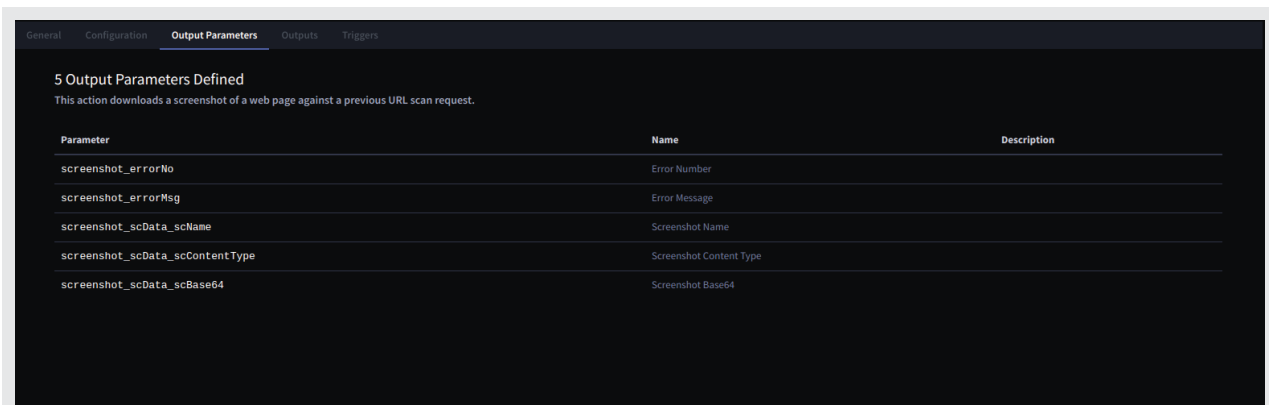 General Configuration Output Parameters Outputs Triggers
5 Output Parameters Defined
This action downloads a screenshot of a web page against a previous URL scan request.
Parameter Name Description
screenshot_errorNo Error Number
screenshot_errorMsg Error Message
screenshot_scData_scName Screenshot Name
screenshot_scData_scContentType Screenshot Content Type
screenshot_scData_scBase64 Screenshot Base64